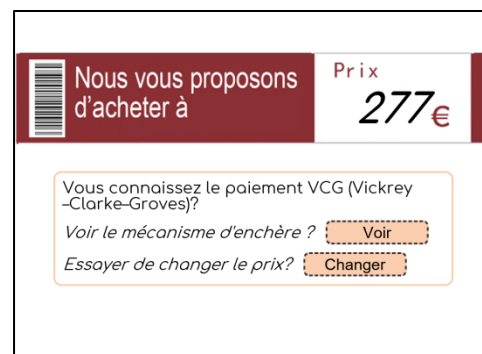 Nous vous proposons
d'acheter à
Prix
277€
Vous connaissez le paiement VCG (Vickrey
–Clarke–Groves)?
Voir le mécanisme d'enchère ? Voir
Essayer de changer le prix? Changer